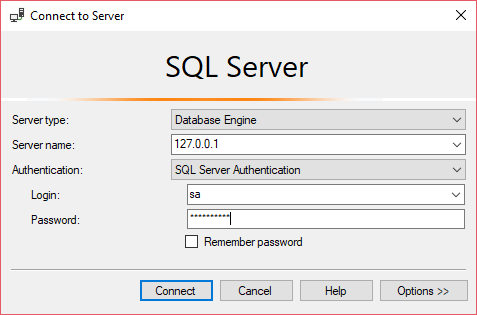 Connect to Server
SQL Server
Server type: Database Engine
Server name: 127.0.0.1
Authentication: SQL Server Authentication
Login: sa
Password: **********
Remember password
Connect Cancel Help Options >>